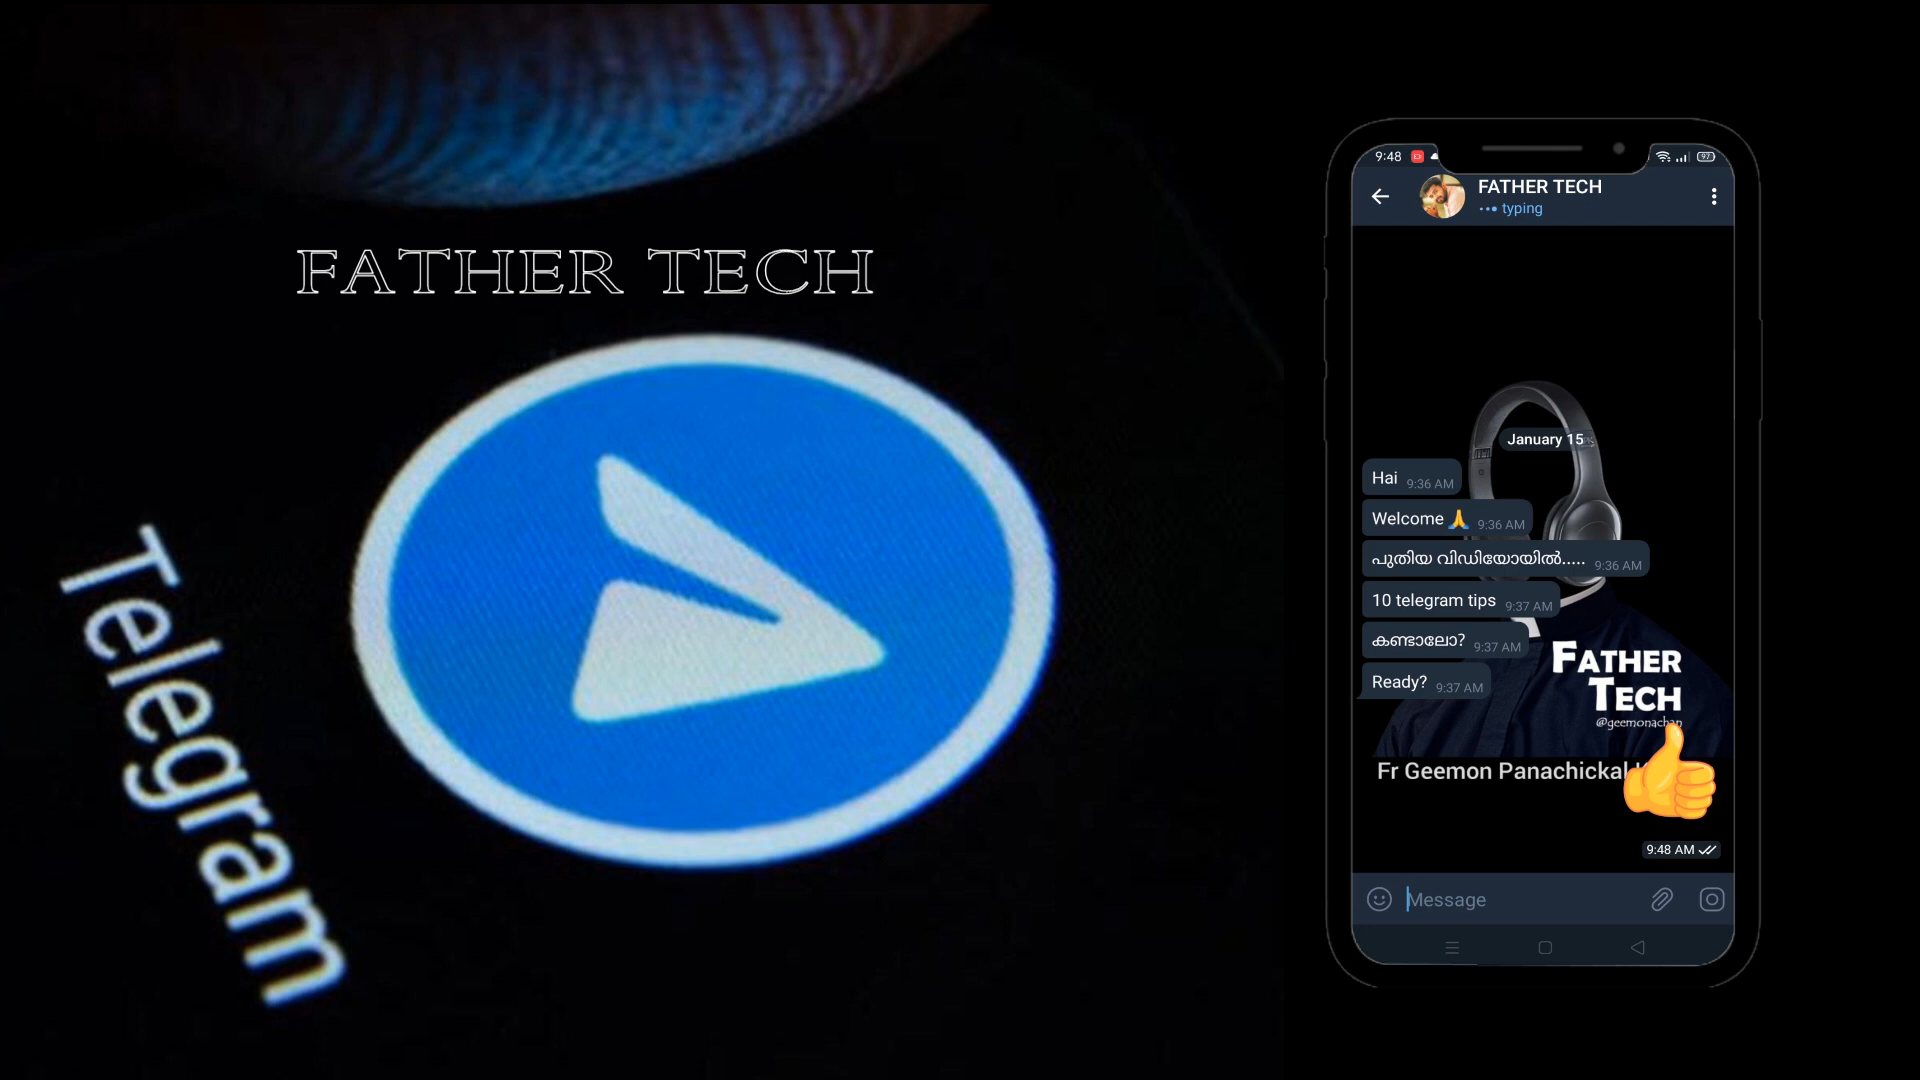 FATHER TECH
Telegram
9:48
97
FATHER TECH
typing
January 15
Hai 9:36 AM
Welcome 🙏 9:36 AM
പുതിയ വിഡിയോയിൽ..... 9:36 AM
10 telegram tips 9:37 AM
കണ്ടാലോ? 9:37 AM
Ready? 9:37 AM
FATHER
TECH
@geemonachan
Fr Geemon Panachickal
9:48 AM
Message